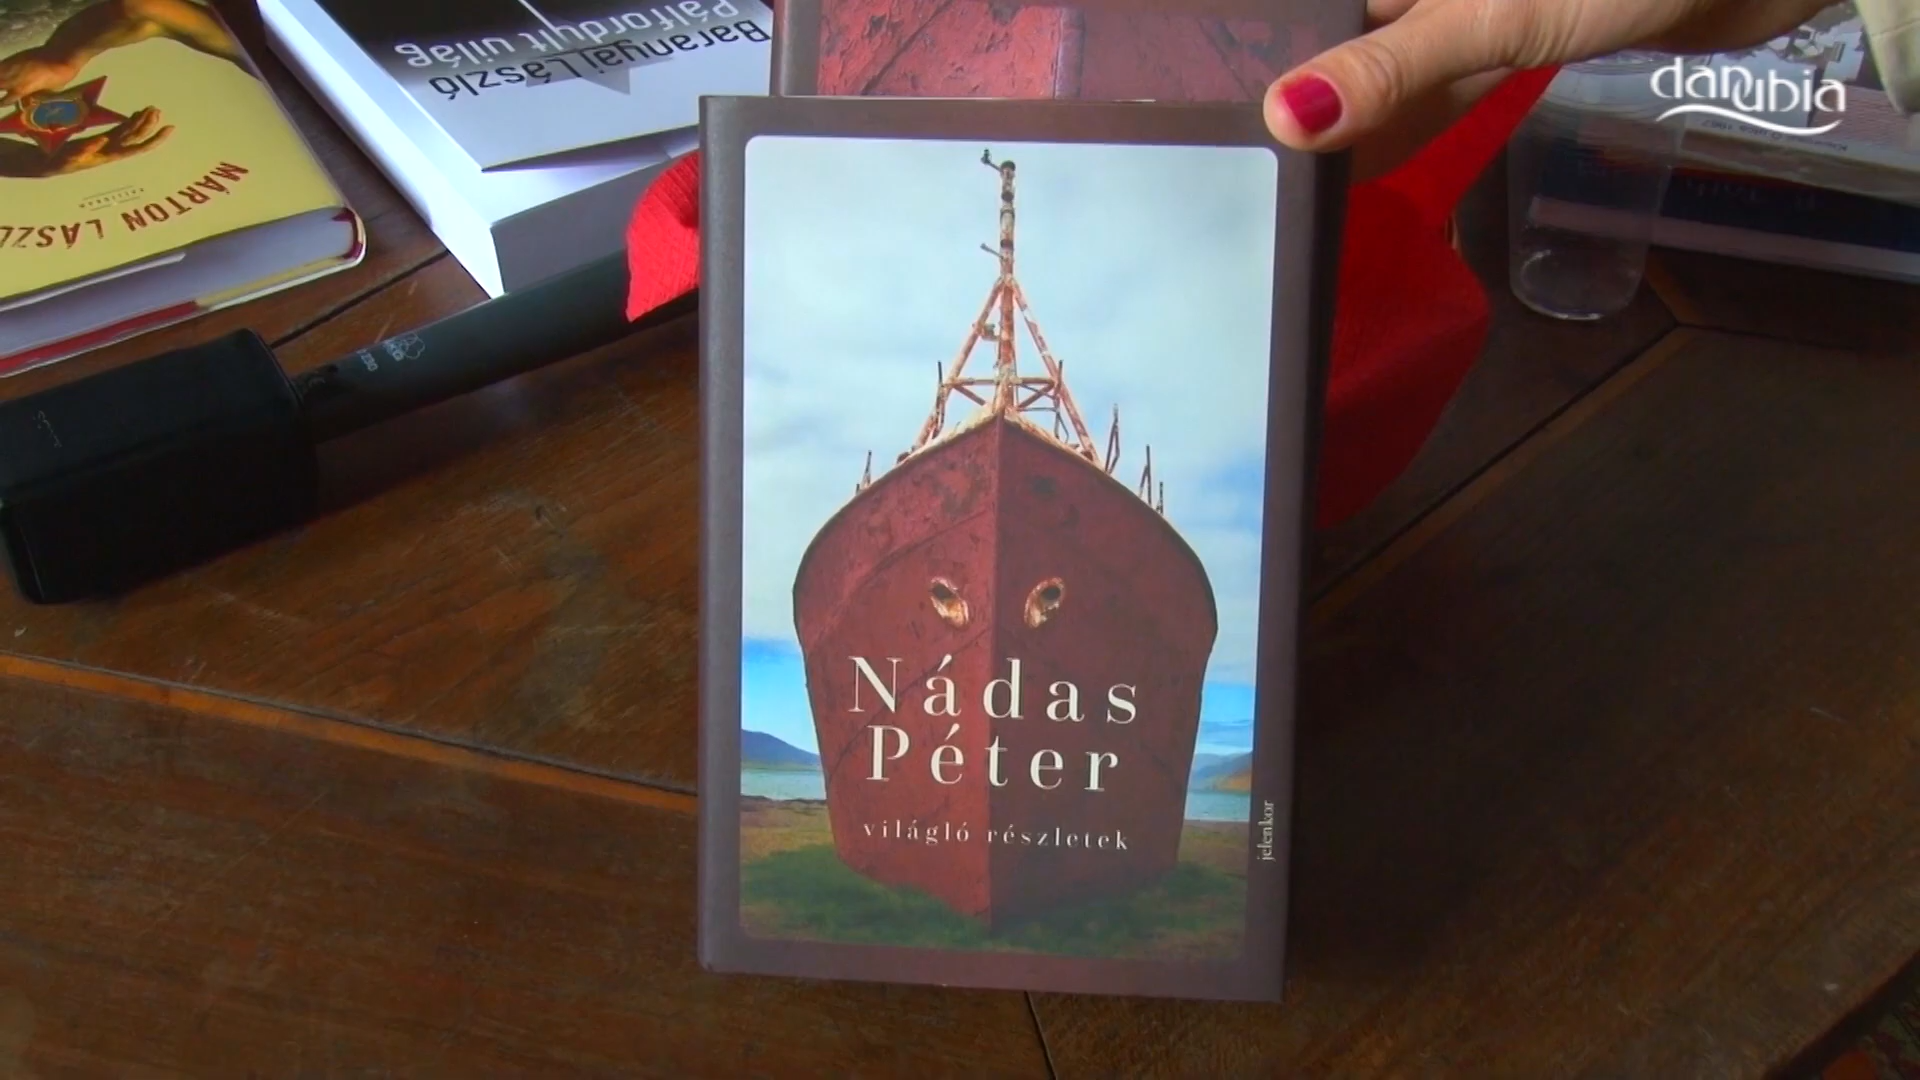 danubia
Baranyai László
Pálfordult világ
MÁRTON LÁSZL
Nádas
Péter
világló részletek
jelenkor